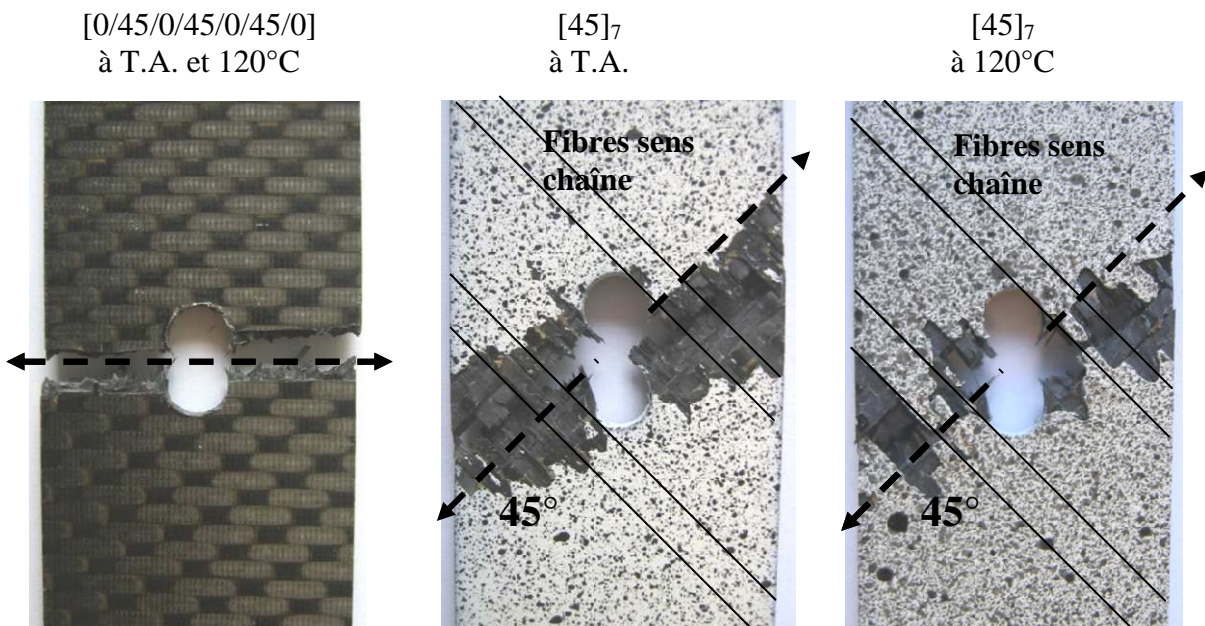 [0/45/0/45/0/45/0]
à T.A. et 120°C
[45]₇
à T.A.
[45]₇
à 120°C
Fibres sens
chaîne
45°
Fibres sens
chaîne
45°